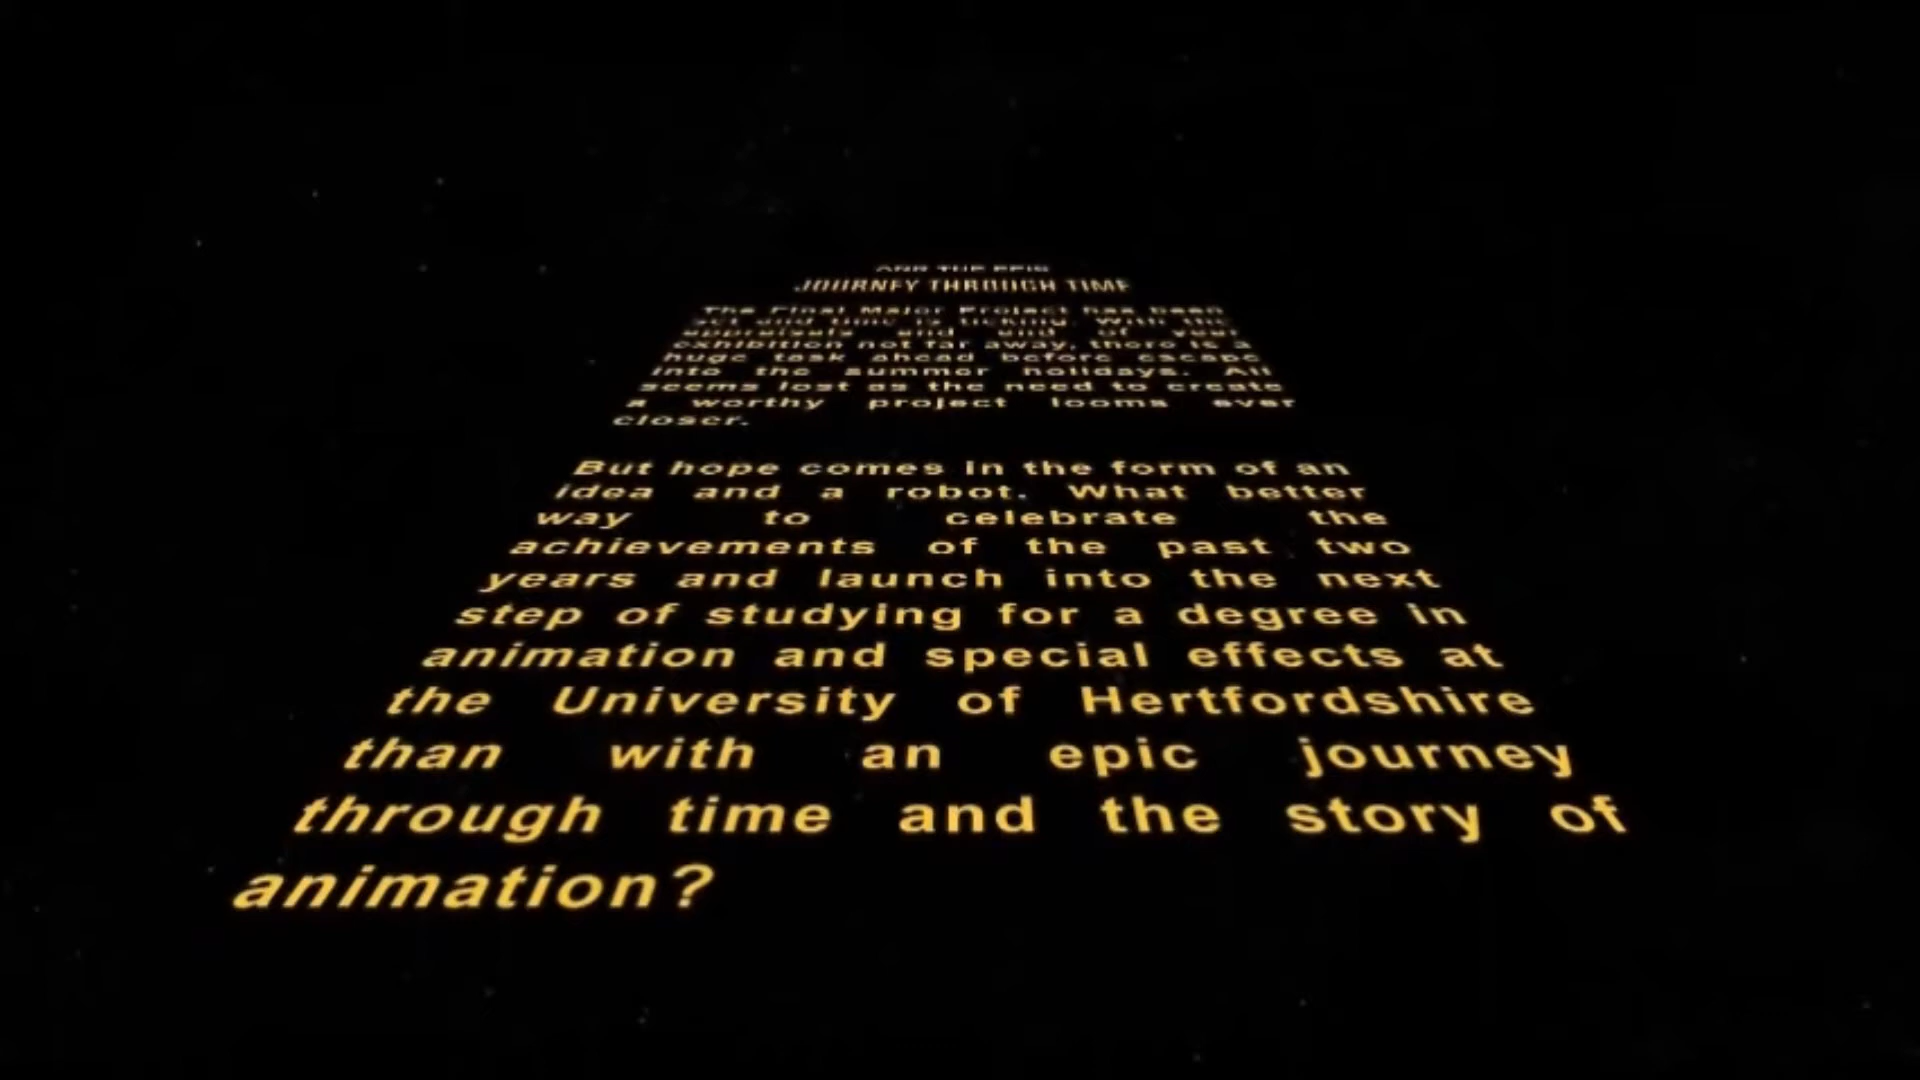 THE EPIC
JOURNEY THROUGH TIME
The Final Major Project has been
set and time is ticking. With the
appraisals and end of year
exhibition not far away, there is a
huge task ahead before escape
into the summer holidays. All
seems lost as the need to create
a worthy project looms ever
closer.
But hope comes in the form of an
idea and a robot. What better
way to celebrate the
achievements of the past two
years and launch into the next
step of studying for a degree in
animation and special effects at
the University of Hertfordshire
than with an epic journey
through time and the story of
animation?